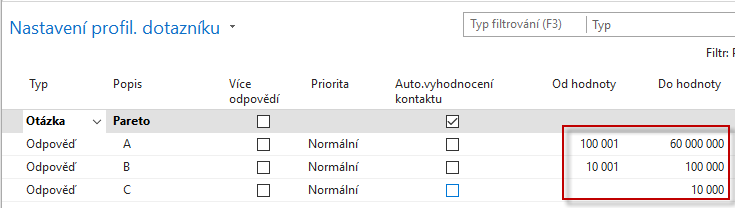 Nastavení profil. dotazníku
Typ filtrování (F3) Typ
Filtr:
Typ Popis Více odpovědí Priorita Auto.vyhodnocení kontaktu Od hodnoty Do hodnoty
Otázka Pareto
Odpověď A Normální 100 001 60 000 000
Odpověď B Normální 10 001 100 000
Odpověď C Normální 10 000